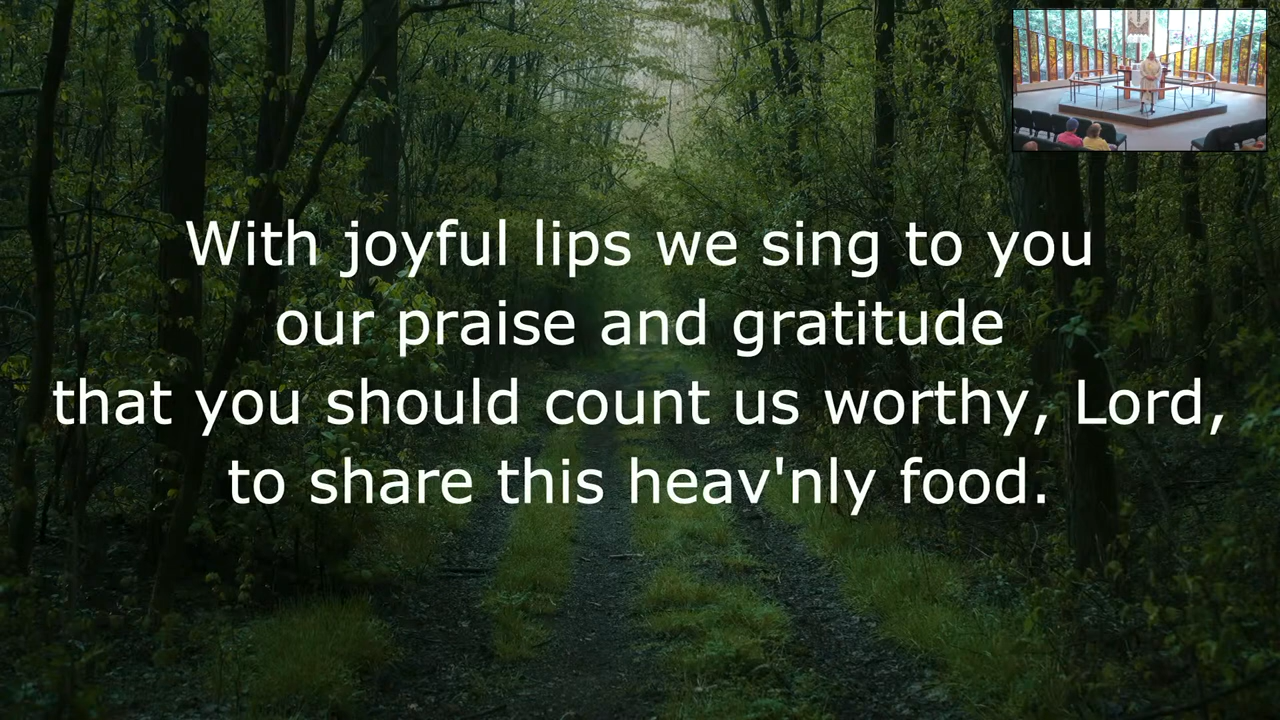 With joyful lips we sing to you
our praise and gratitude
that you should count us worthy, Lord,
to share this heav'nly food.